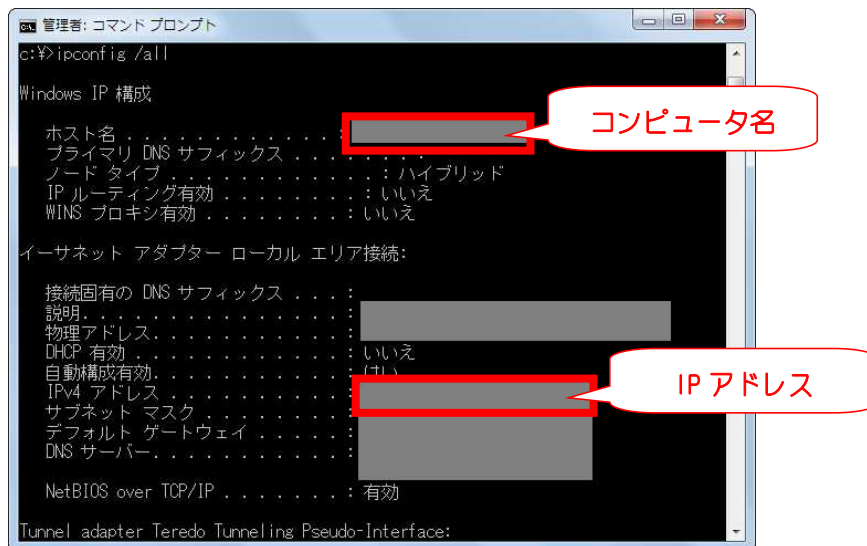 管理者: コマンド プロンプト
c:¥>ipconfig /all
Windows IP 構成
ホスト名 . . . . . . . . . . . . :
コンピュータ名
プライマリ DNS サフィックス . . . . . . . .
ノード タイプ . . . . . . . . . . . . : ハイブリッド
IP ルーティング有効 . . . . . . . . : いいえ
WINS プロキシ有効 . . . . . . . . : いいえ
イーサネット アダプター ローカル エリア接続:
接続固有の DNS サフィックス . . . :
説明. . . . . . . . . . . . . . . :
物理アドレス. . . . . . . . . . . :
DHCP 有効 . . . . . . . . . . . . : いいえ
自動構成有効. . . . . . . . . . . : はい
IPv4 アドレス . . . . . . . . . . :
IP アドレス
サブネット マスク . . . . . . . . :
デフォルト ゲートウェイ . . . . . :
DNS サーバー. . . . . . . . . . . :
NetBIOS over TCP/IP . . . . . . . : 有効
Tunnel adapter Teredo Tunneling Pseudo-Interface: